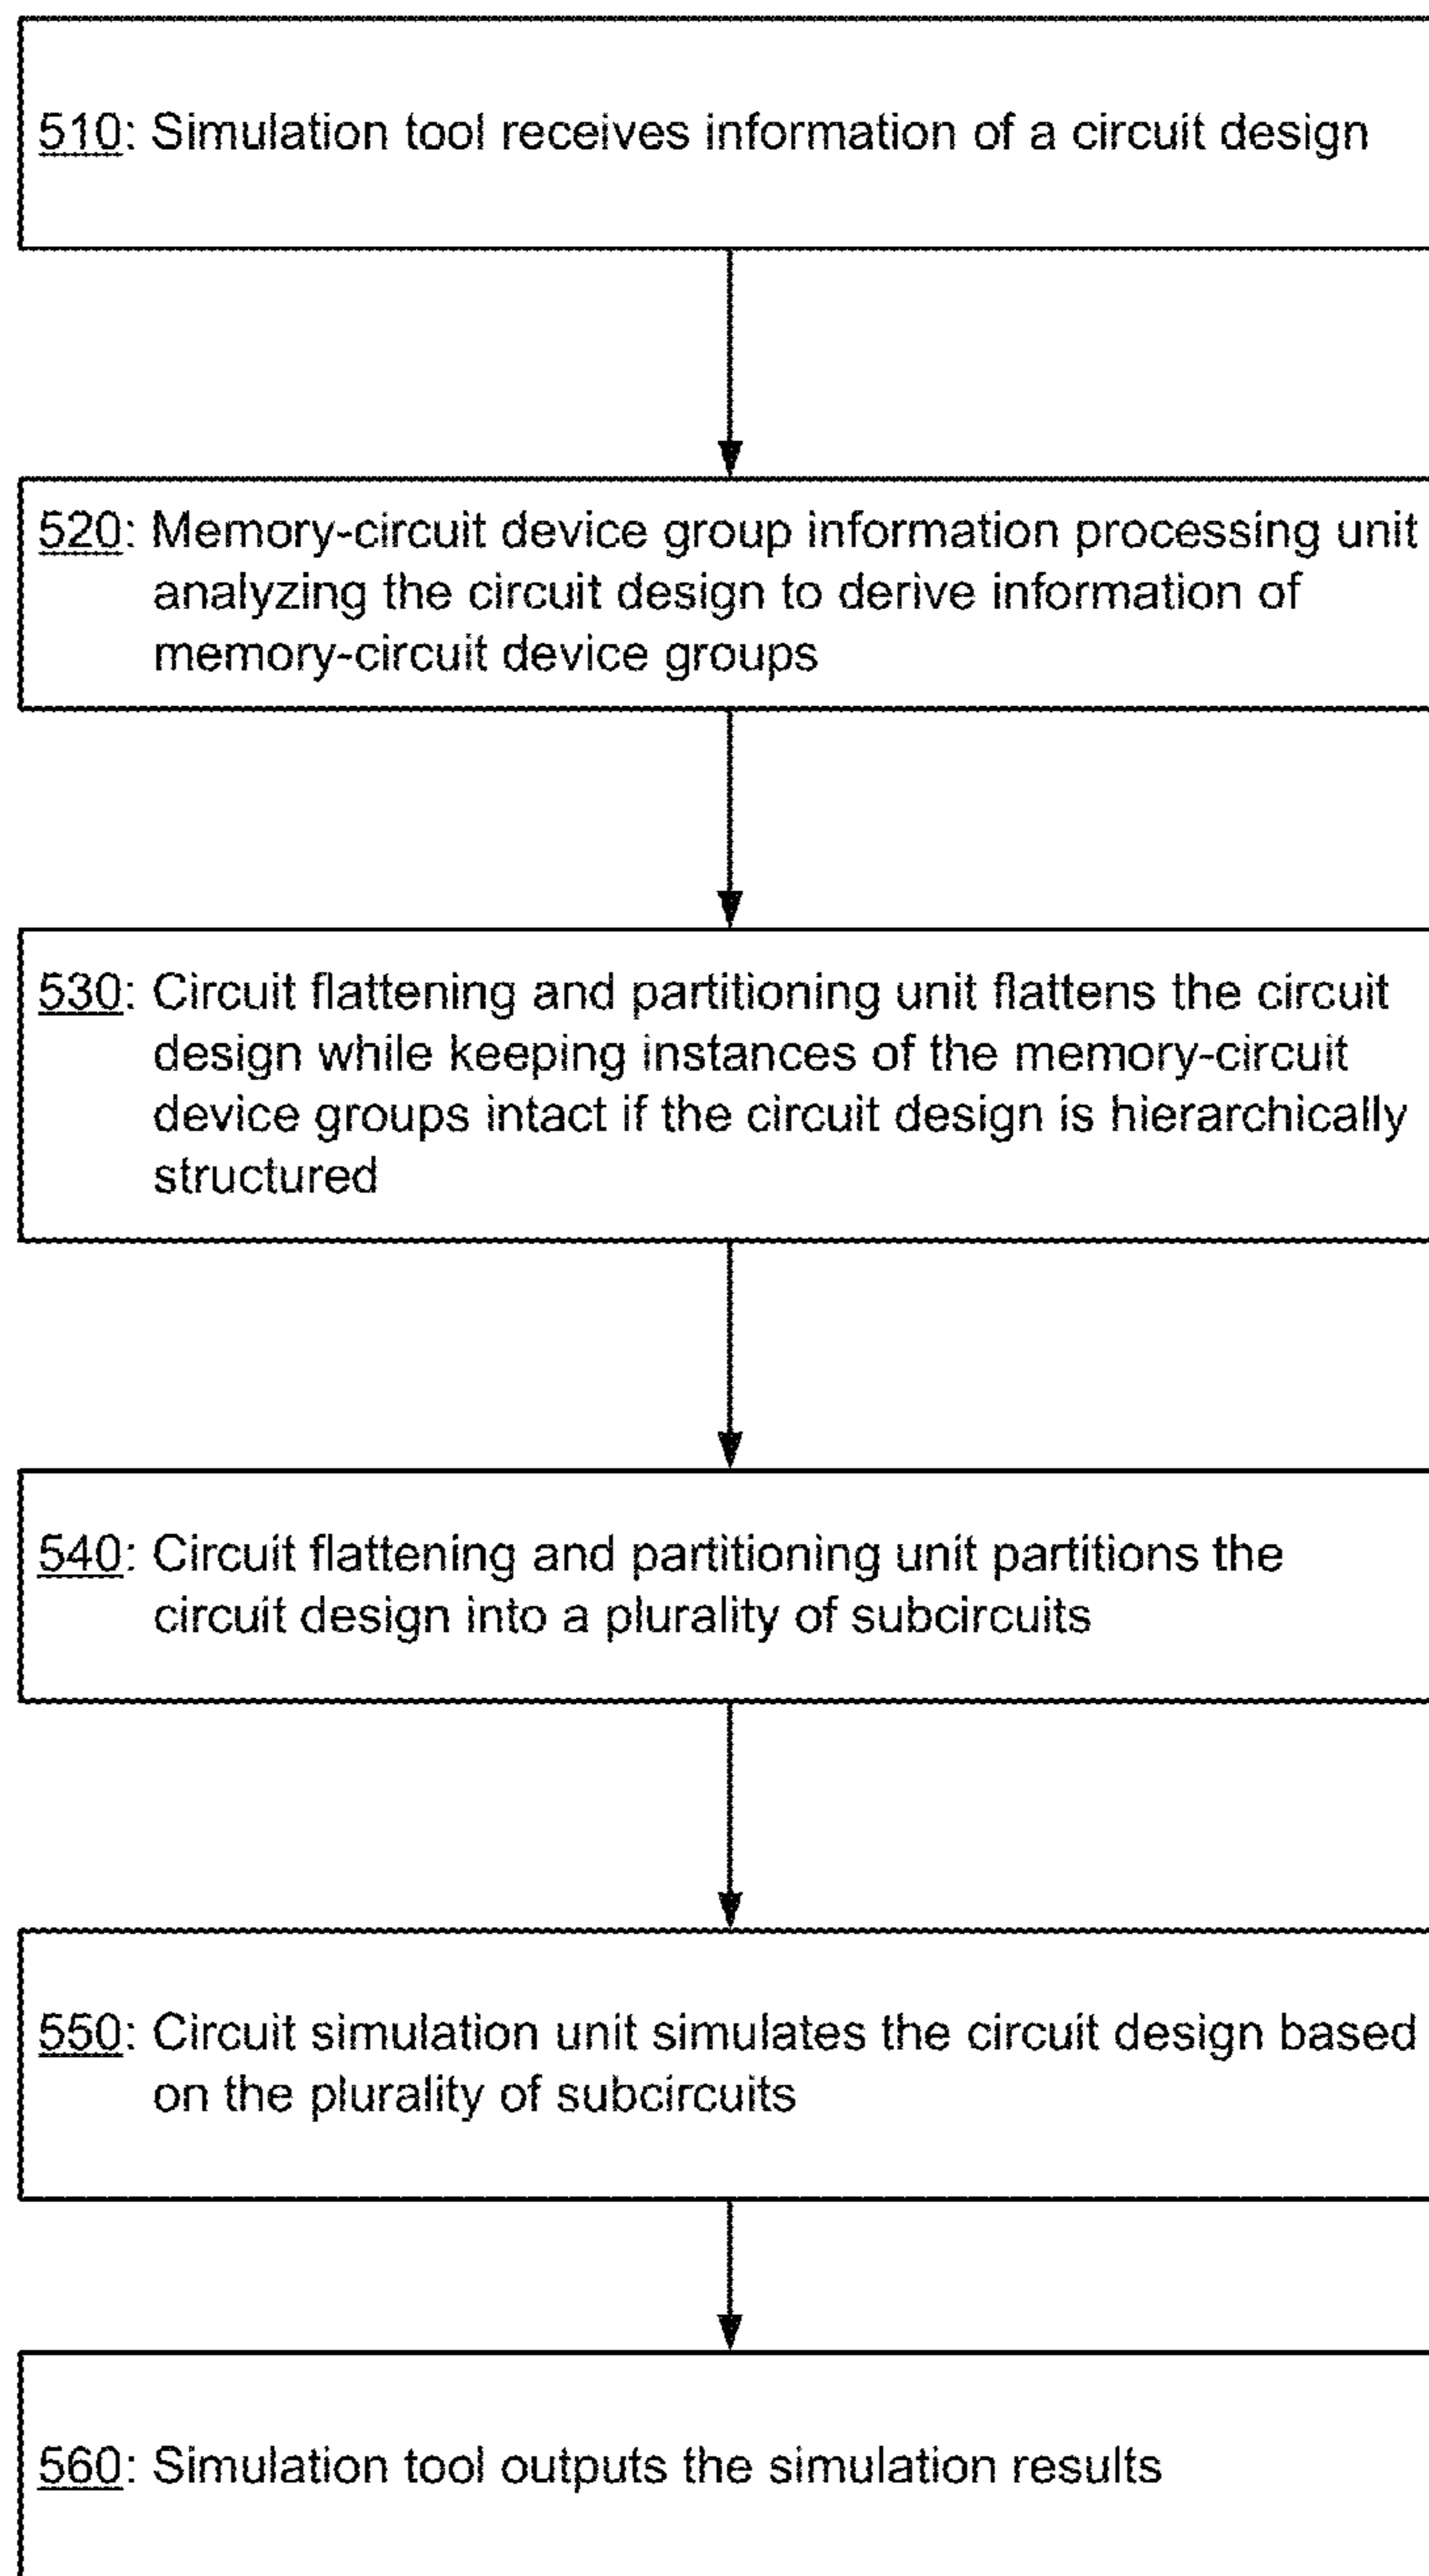 510: Simulation tool receives information of a circuit design
520: Memory-circuit device group information processing unit
analyzing the circuit design to derive information of
memory-circuit device groups
530: Circuit flattening and partitioning unit flattens the circuit
design while keeping instances of the memory-circuit
device groups intact if the circuit design is hierarchically
structured
540: Circuit flattening and partitioning unit partitions the
circuit design into a plurality of subcircuits
550: Circuit simulation unit simulates the circuit design based
on the plurality of subcircuits
560: Simulation tool outputs the simulation results